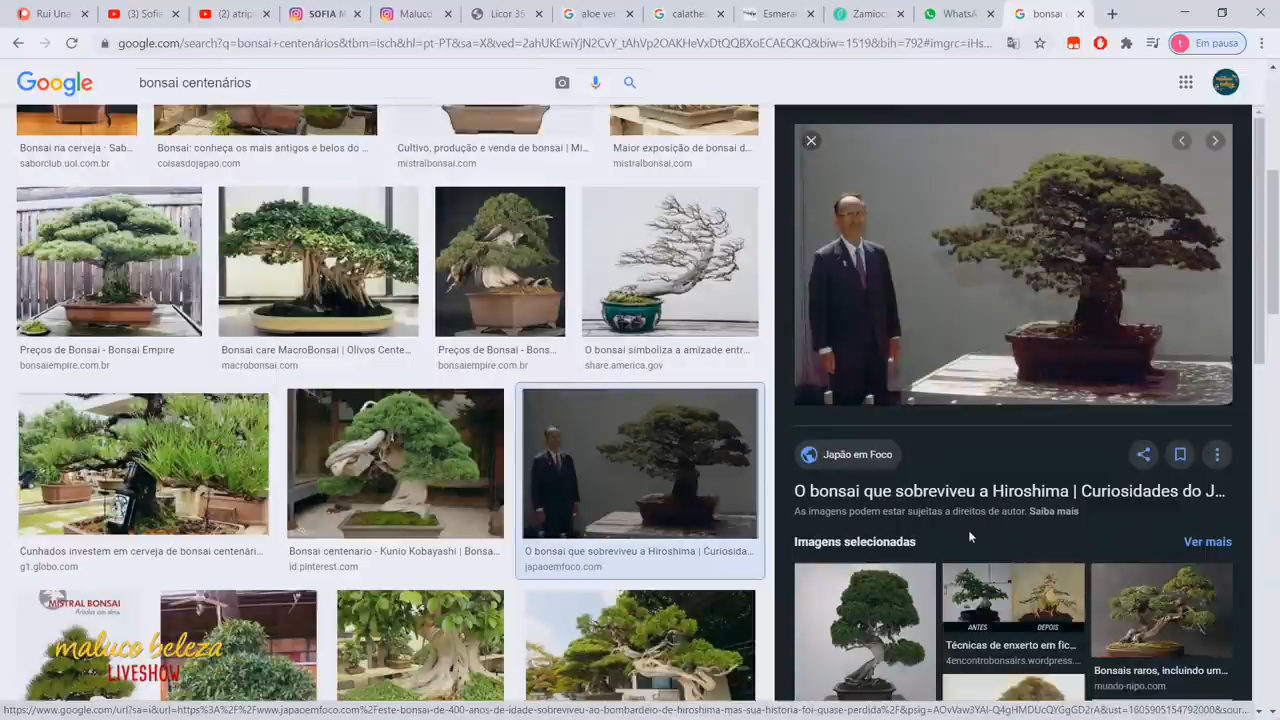 Rui Una
(3) Sofia
(2) atrip
SOFIA M
Maluco
Licor 35
aloe ver
calathea
Esmera
Zamioc
WhatsA
bonsai
google.com/search?q=bonsai+centenários&tbm=isch&hl=pt-PT&sa=X&ved=2ahUKEwiYjN2CvY_tAhVp2OAKHeVxDtQQBXoECAEQKQ&biw=1519&bih=792#imgrc=iHs...
t Em pausa
Google
bonsai centenários
Bonsai na cerveja · Sab...
saborclub.uol.com.br
Bonsai: conheça os mais antigos e belos do ...
coisasdojapao.com
Cultivo, produção e venda de bonsai | Mi...
mistralbonsai.com
Maior exposição de bonsai d...
mistralbonsai.com
Preços de Bonsai - Bonsai Empire
bonsaiempire.com.br
Bonsai care MacroBonsai | Olivos Cente...
macrobonsai.com
Preços de Bonsai - Bons...
bonsaiempire.com.br
O bonsai simboliza a amizade entr...
share.america.gov
Cunhados investem em cerveja de bonsai centenári...
g1.globo.com
Bonsai centenario - Kunio Kobayashi | Bonsa...
id.pinterest.com
O bonsai que sobreviveu a Hiroshima | Curiosida...
japaoemfoco.com
MISTRAL BONSAI
Árboles con alma
maluco beleza
LIVESHOW
Japão em Foco
O bonsai que sobreviveu a Hiroshima | Curiosidades do J...
As imagens podem estar sujeitas a direitos de autor. Saiba mais
Imagens selecionadas
Ver mais
ANTES
DEPOIS
Técnicas de enxerto em fic...
4encontrobonsairs.wordpress....
Bonsais raros, incluindo um...
mundo-nipo.com
https://www.google.com/url?sa=i&url=https%3A%2F%2Fwww.japaoemfoco.com%2Feste-bonsai-de-400-anos-de-idade-sobreviveu-ao-bombardeio-de-hiroshima-mas-sua-historia-foi-quase-perdida%2F&psig=AOvVaw3YAl-Q4gHMDUcQYGgGD2rA&ust=1605905154792000&sour...